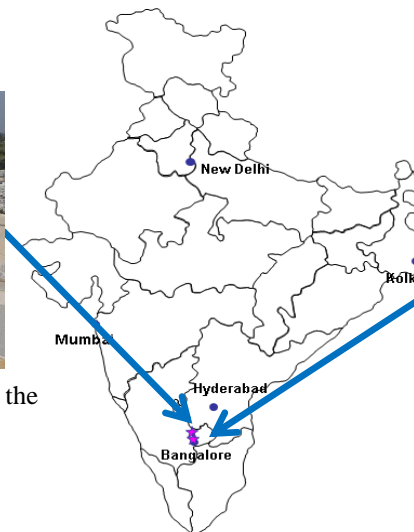 New Delhi
Kolk
Mumbai
Hyderabad
the
Bangalore